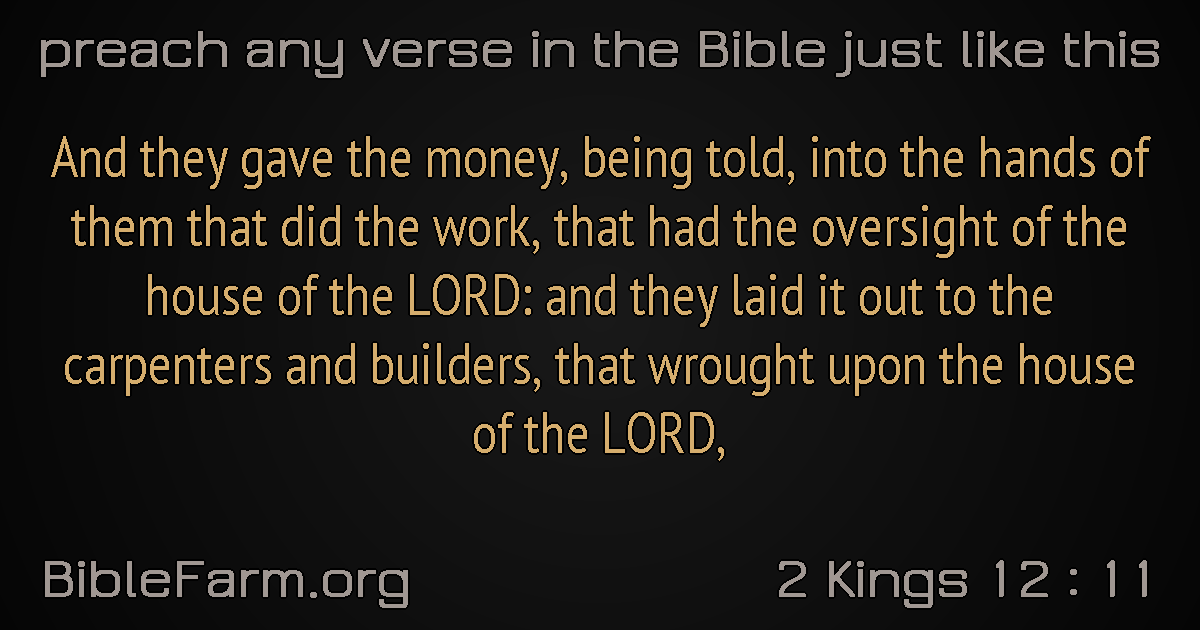 preach any verse in the Bible just like this
And they gave the money, being told, into the hands of
them that did the work, that had the oversight of the
house of the LORD: and they laid it out to the
carpenters and builders, that wrought upon the house
of the LORD,
BibleFarm.org
2 Kings 12 : 11